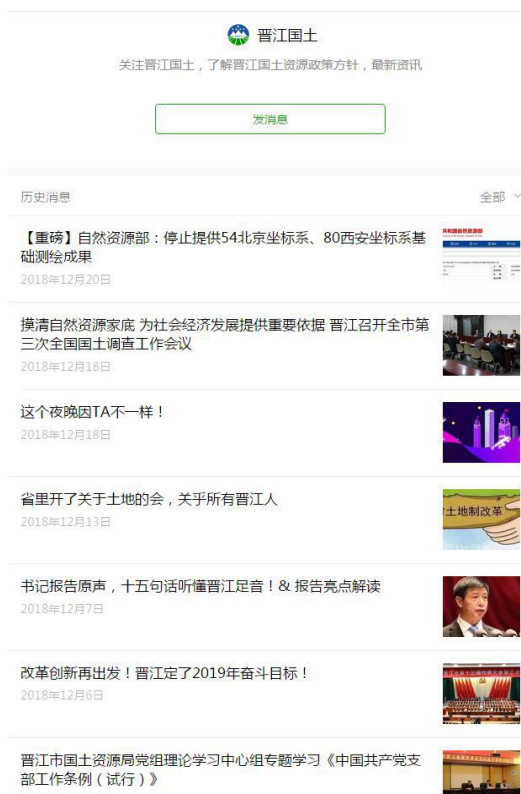 晋江国土
关注晋江国土，了解晋江国土资源政策方针，最新资讯
发消息
历史消息
全部
【重磅】自然资源部：停止提供54北京坐标系、80西安坐标系基
础测绘成果
2018年12月20日
摸清自然资源家底 为社会经济发展提供重要依据 晋江召开全市第
三次全国国土调查工作会议
2018年12月18日
这个夜晚因TA不一样！
2018年12月18日
省里开了关于土地的会，关乎所有晋江人
2018年12月13日
土地制改革
书记报告原声，十五句话听懂晋江足音！& 报告亮点解读
2018年12月7日
改革创新再出发！晋江定了2019年奋斗目标！
2018年12月6日
晋江市国土资源局党组理论学习中心组专题学习《中国共产党支
部工作条例（试行）》